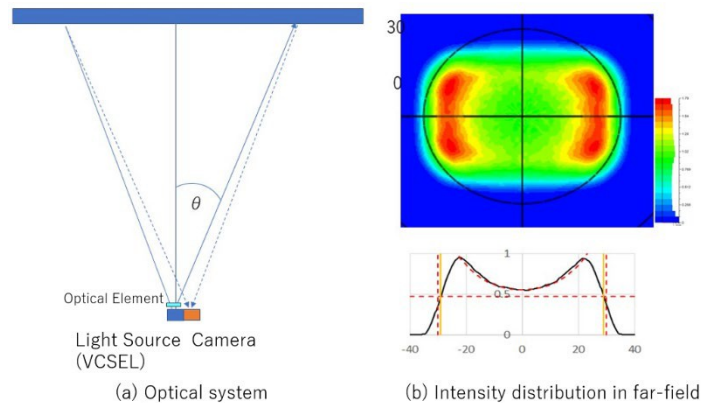 θ
Optical Element
Light Source Camera
(VCSEL)
(a) Optical system
30
0
1
0.5
0
-40 -20 0 20 40
(b) Intensity distribution in far-field